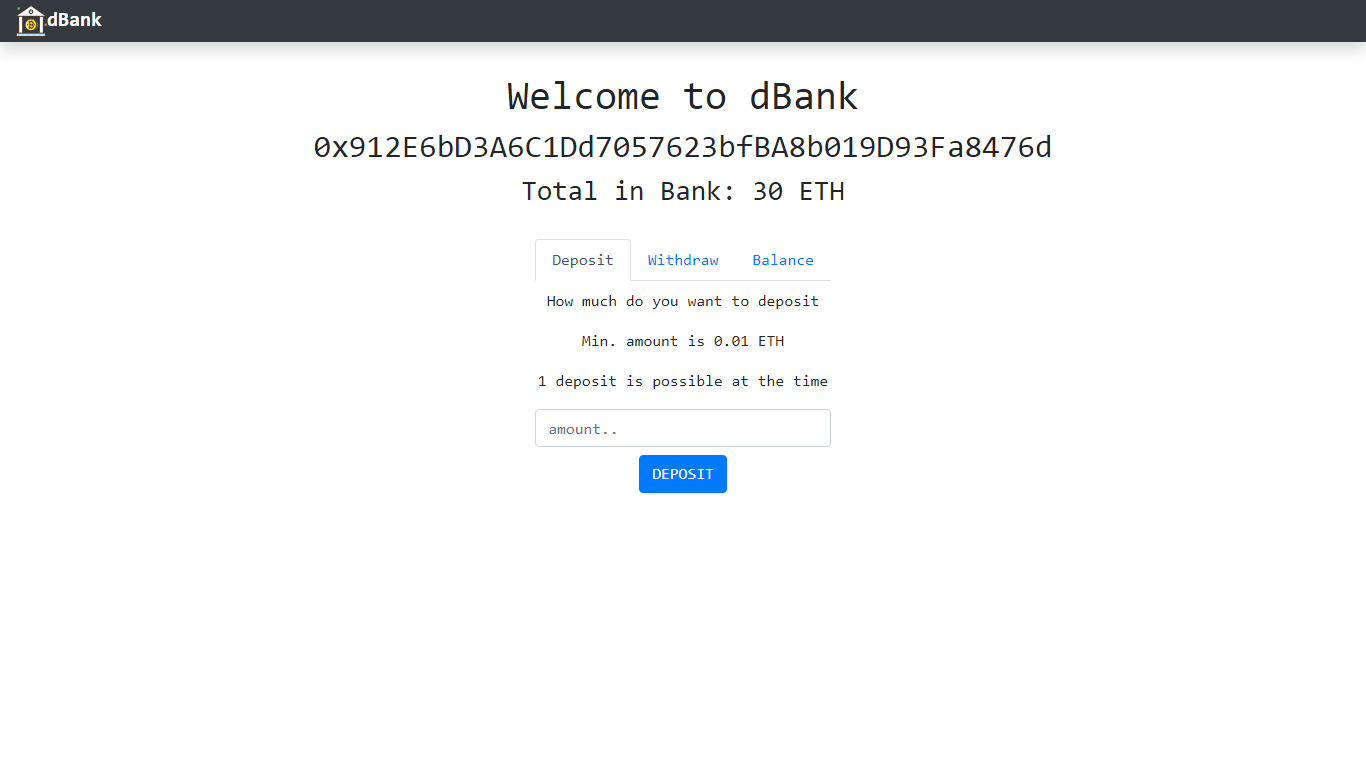 dBank
Welcome to dBank
0x912E6bD3A6C1Dd7057623bfBA8b019D93Fa8476d
Total in Bank: 30 ETH
Deposit Withdraw Balance
How much do you want to deposit
Min. amount is 0.01 ETH
1 deposit is possible at the time
amount..
DEPOSIT